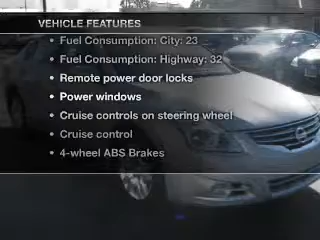 VEHICLE FEATURES
• Fuel Consumption: City: 23
• Fuel Consumption: Highway: 32
• Remote power door locks
• Power windows
• Cruise controls on steering wheel
• Cruise control
• 4-wheel ABS Brakes